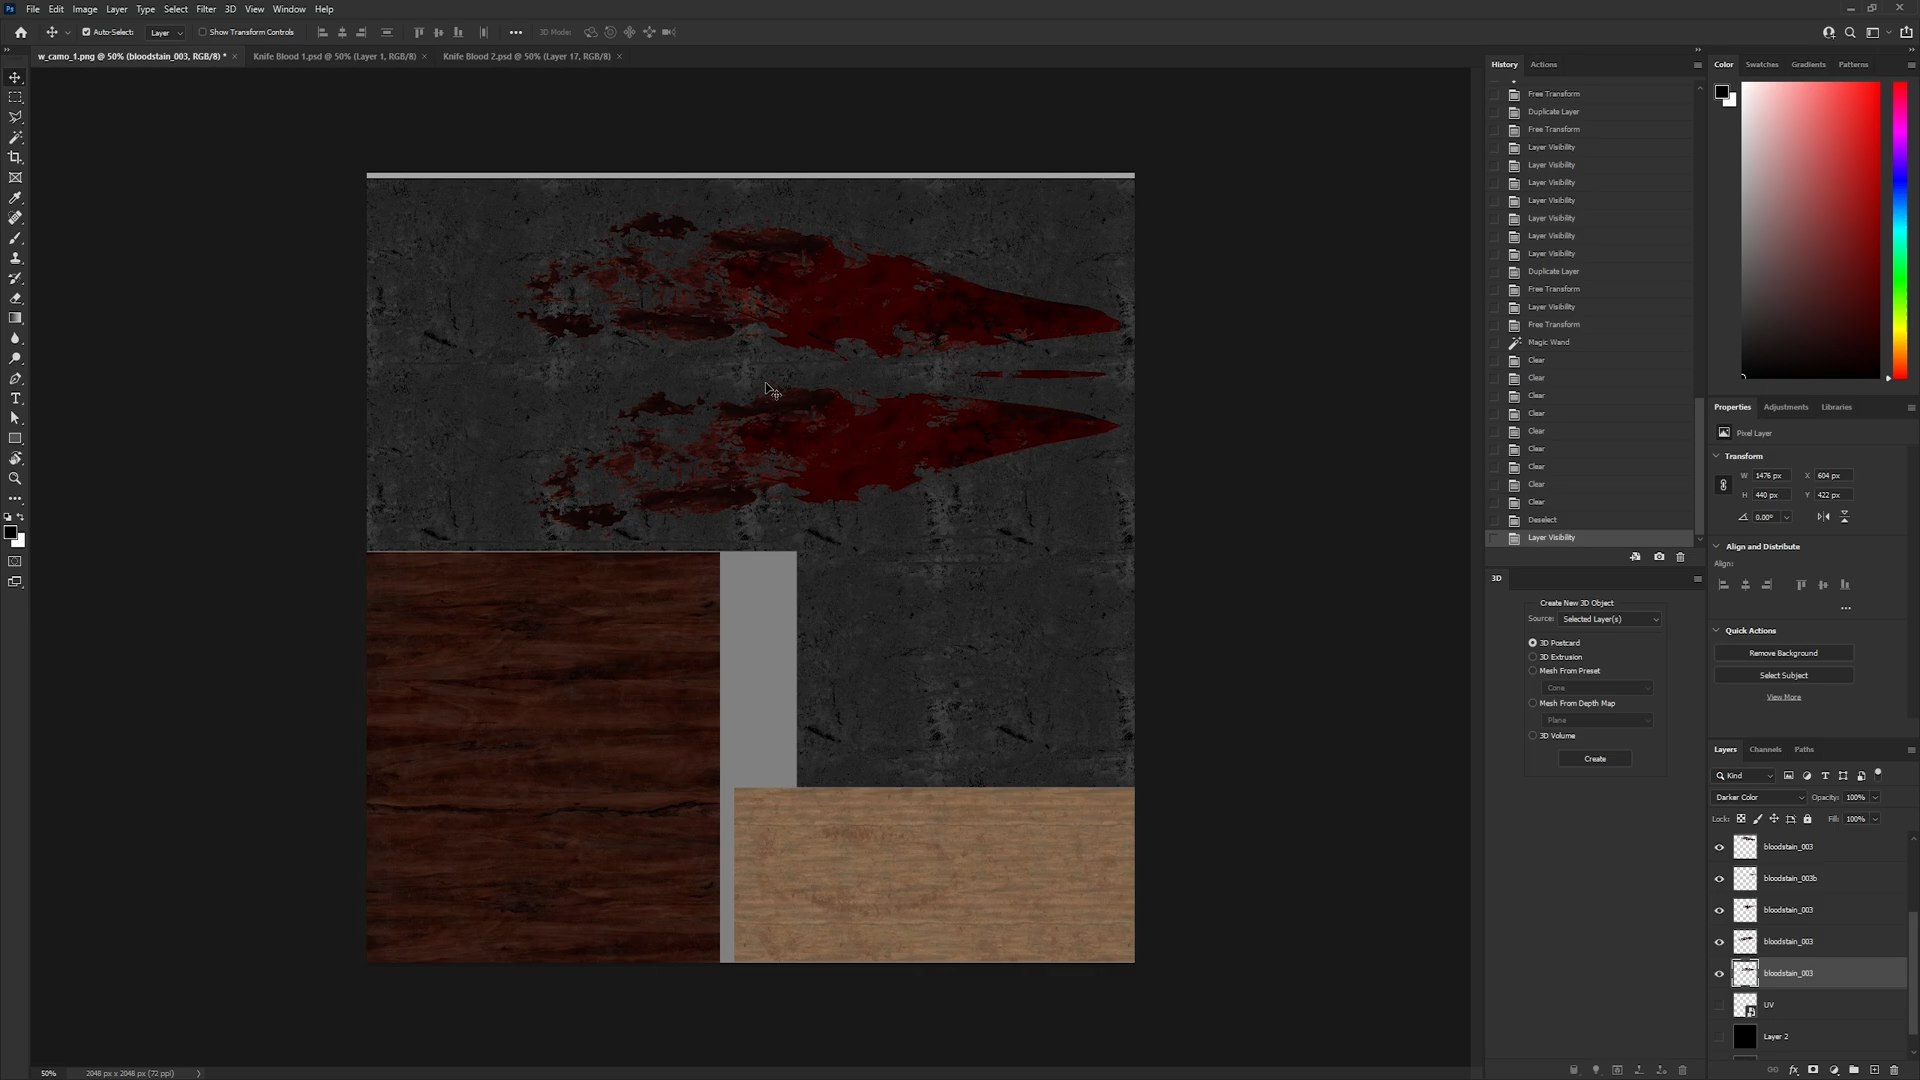 File Edit Image Layer Type Select Filter 3D View Window Help
Auto-Select: Layer Show Transform Controls 3D Mode:
w_camo_1.png @ 50% (bloodstain_003, RGB/8) * × Knife Blood 1.psd @ 50% (Layer 1, RGB/8) × Knife Blood 2.psd @ 50% (Layer 17, RGB/8) ×
History Actions
Free Transform
Duplicate Layer
Free Transform
Layer Visibility
Layer Visibility
Layer Visibility
Layer Visibility
Layer Visibility
Layer Visibility
Layer Visibility
Duplicate Layer
Free Transform
Layer Visibility
Free Transform
Magic Wand
Clear
Clear
Clear
Clear
Clear
Clear
Clear
Clear
Clear
Deselect
Layer Visibility
3D
Create New 3D Object
Source: Selected Layer(s)
3D Postcard
3D Extrusion
Mesh From Preset
Cone
Mesh From Depth Map
Plane
3D Volume
Create
Color Swatches Gradients Patterns
Properties Adjustments Libraries
Pixel Layer
Transform
W 1476 px X 604 px
H 440 px Y 422 px
0.00°
Align and Distribute
Align:
Quick Actions
Remove Background
Select Subject
View More
Layers Channels Paths
Kind
Darker Color Opacity: 100%
Lock: Fill: 100%
bloodstain_003
bloodstain_003b
bloodstain_003
bloodstain_003
bloodstain_003
UV
Layer 2
50% 2048 px x 2048 px (72 ppi)